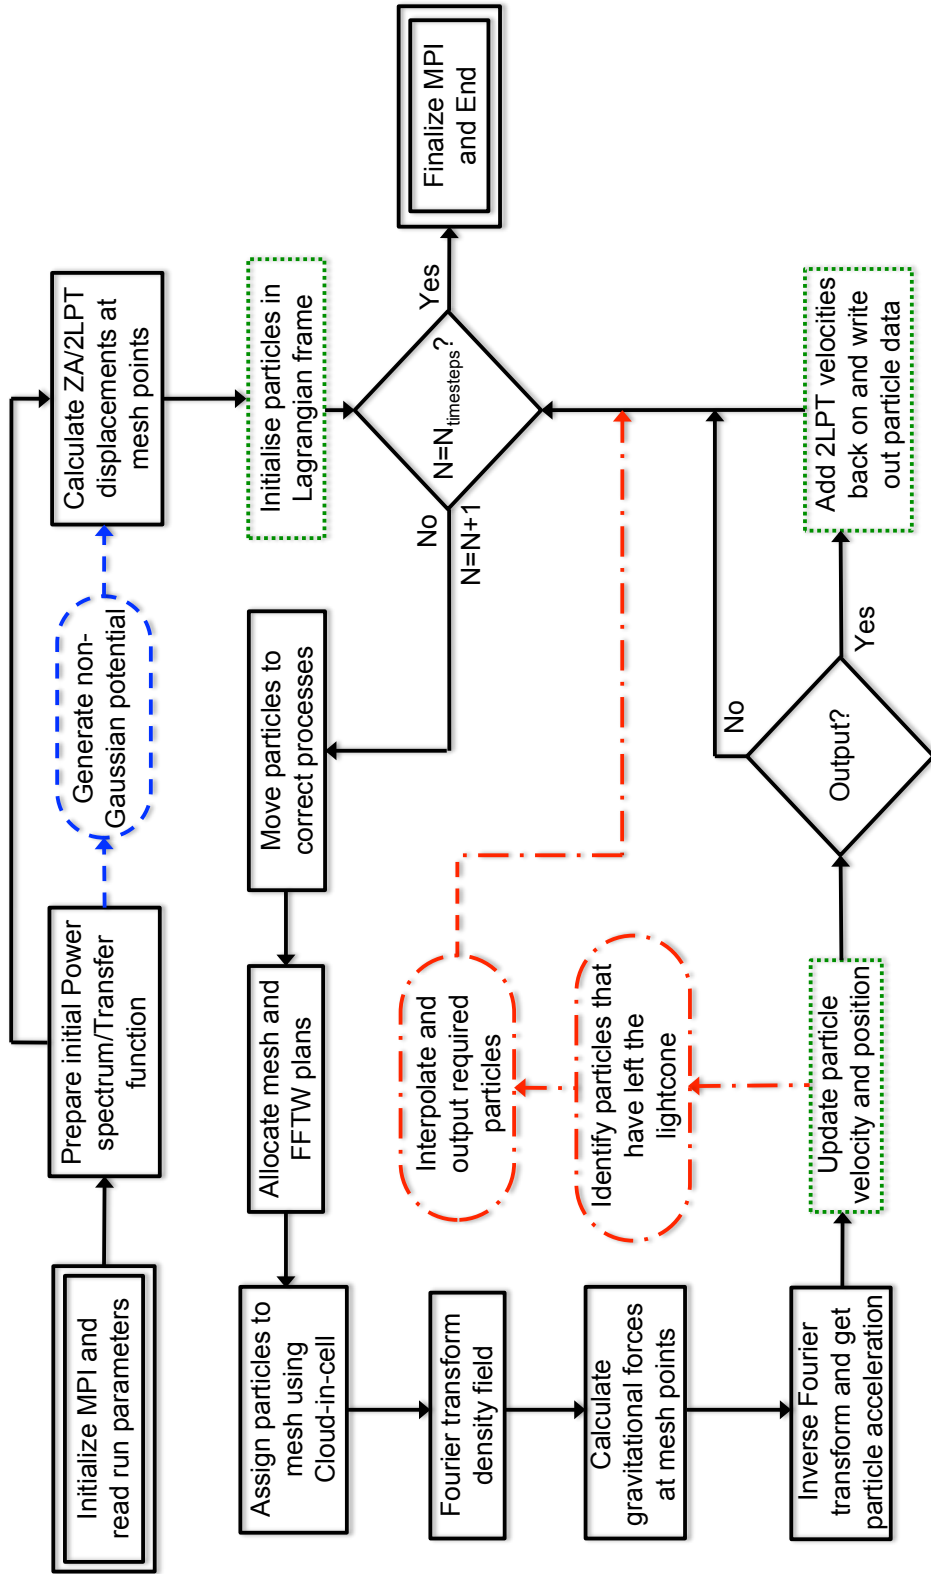 Initialize MPI and
read run parameters
Prepare initial Power
spectrum/Transfer
function
Generate non-
Gaussian potential
Calculate ZA/2LPT
displacements at
mesh points
Initialise particles in
Lagrangian frame
N=Ntimesteps?
Yes
Finalize MPI
and End
No
N=N+1
Move particles to
correct processes
Allocate mesh and
FFTW plans
Assign particles to
mesh using
Cloud-in-cell
Fourier transform
density field
Calculate
gravitational forces
at mesh points
Inverse Fourier
transform and get
particle acceleration
Update particle
velocity and position
Identify particles that
have left the
lightcone
Interpolate and
output required
particles
Output?
No
Yes
Add 2LPT velocities
back on and write
out particle data